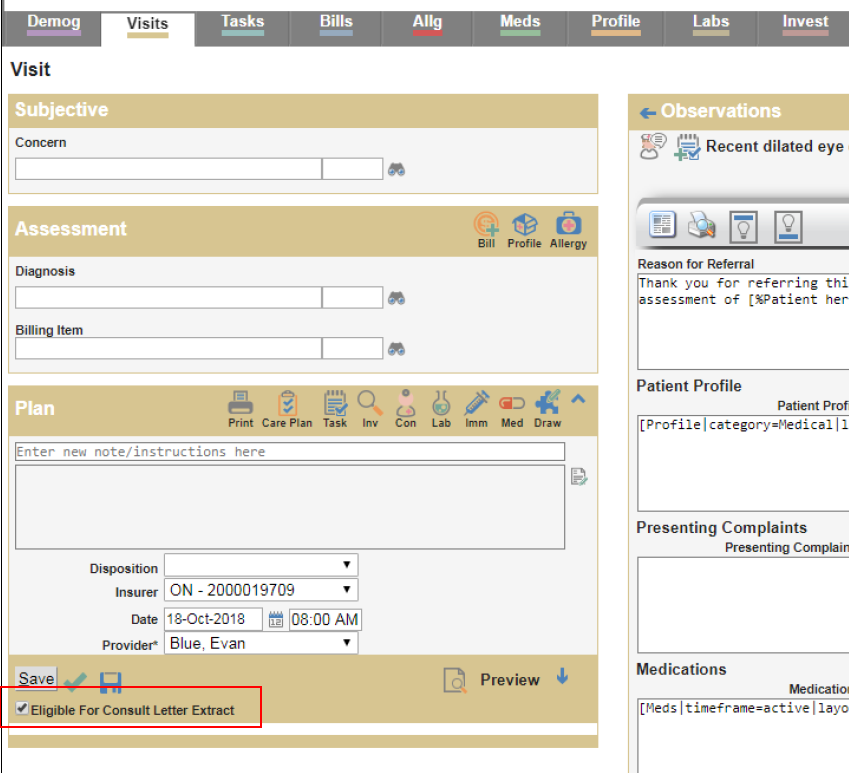 Demog Visits Tasks Bills Allg Meds Profile Labs Invest
Visit
Subjective
Concern
Assessment
Bill Profile Allergy
Diagnosis
Billing Item
Plan
Print Care Plan Task Inv Con Lab Imm Med Draw
Enter new note/instructions here
Disposition
Insurer ON - 2000019709
Date 18-Oct-2018 12 08:00 AM
Provider* Blue, Evan
Save Preview
Eligible For Consult Letter Extract
Observations
Recent dilated eye
Reason for Referral
Thank you for referring thi
assessment of [%Patient her
Patient Profile
Patient Profi
[Profile|category=Medical|l
Presenting Complaints
Presenting Complain
Medications
Medication
[Meds|timeframe=active|layo